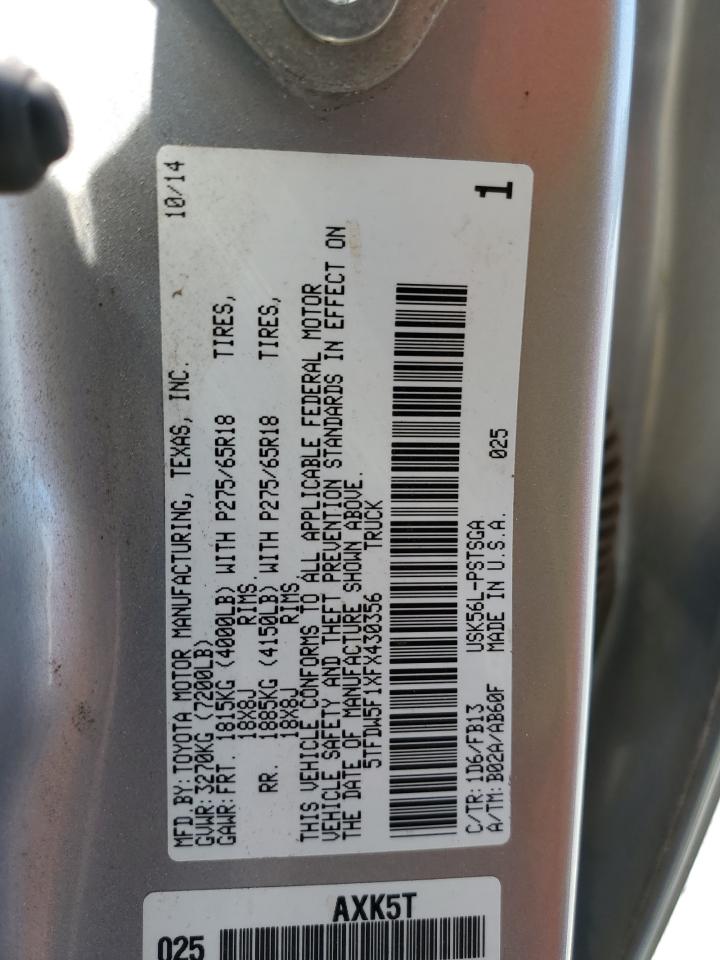 MFD.BY:TOYOTA MOTOR MANUFACTURING, TEXAS, INC. 10/14
GVWR:3270KG (7200LB)
GAWR:FRT. 1815KG (4000LB) WITH P275/65R18 TIRES,
18X8J RIMS.
RR. 1885KG (4150LB) WITH P275/65R18 TIRES,
18X8J RIMS
THIS VEHICLE CONFORMS TO ALL APPLICABLE FEDERAL MOTOR
VEHICLE SAFETY AND THEFT PREVENTION STANDARDS IN EFFECT ON
THE DATE OF MANUFACTURE SHOWN ABOVE.
5TFDW5F1XFX430356 TRUCK
C/TR:1D6/FB13 USK56L-PSTSGA
A/TM:B02A/AB60F MADE IN U.S.A. 025
1
AXK5T
025